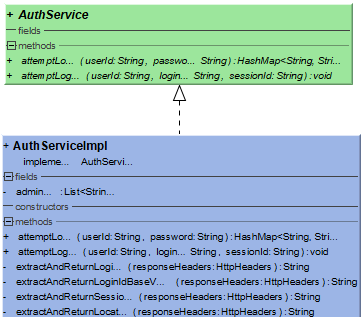 + AuthService
fields
methods
+ attemptLo... (userId:String, passwo... String):HashMap<String, Stri...
+ attemptLog... (userId:String, login... String, sessionId:String):void
+ AuthServiceImpl
impleme... AuthServi...
fields
- admin... :List<Strin...
constructors
methods
+ attemptLo... (userId:String, password:String):HashMap<String, Stri...
+ attemptLog... (userId:String, login... String, sessionId:String):void
- extractAndReturnLogi... (responseHeaders:HttpHeaders):String
- extractAndReturnLoginIdBaseV... (responseHeaders:HttpHeaders):String
- extractAndReturnSessio... (responseHeaders:HttpHeaders):String
- extractAndReturnLocat... (responseHeaders:HttpHeaders):String